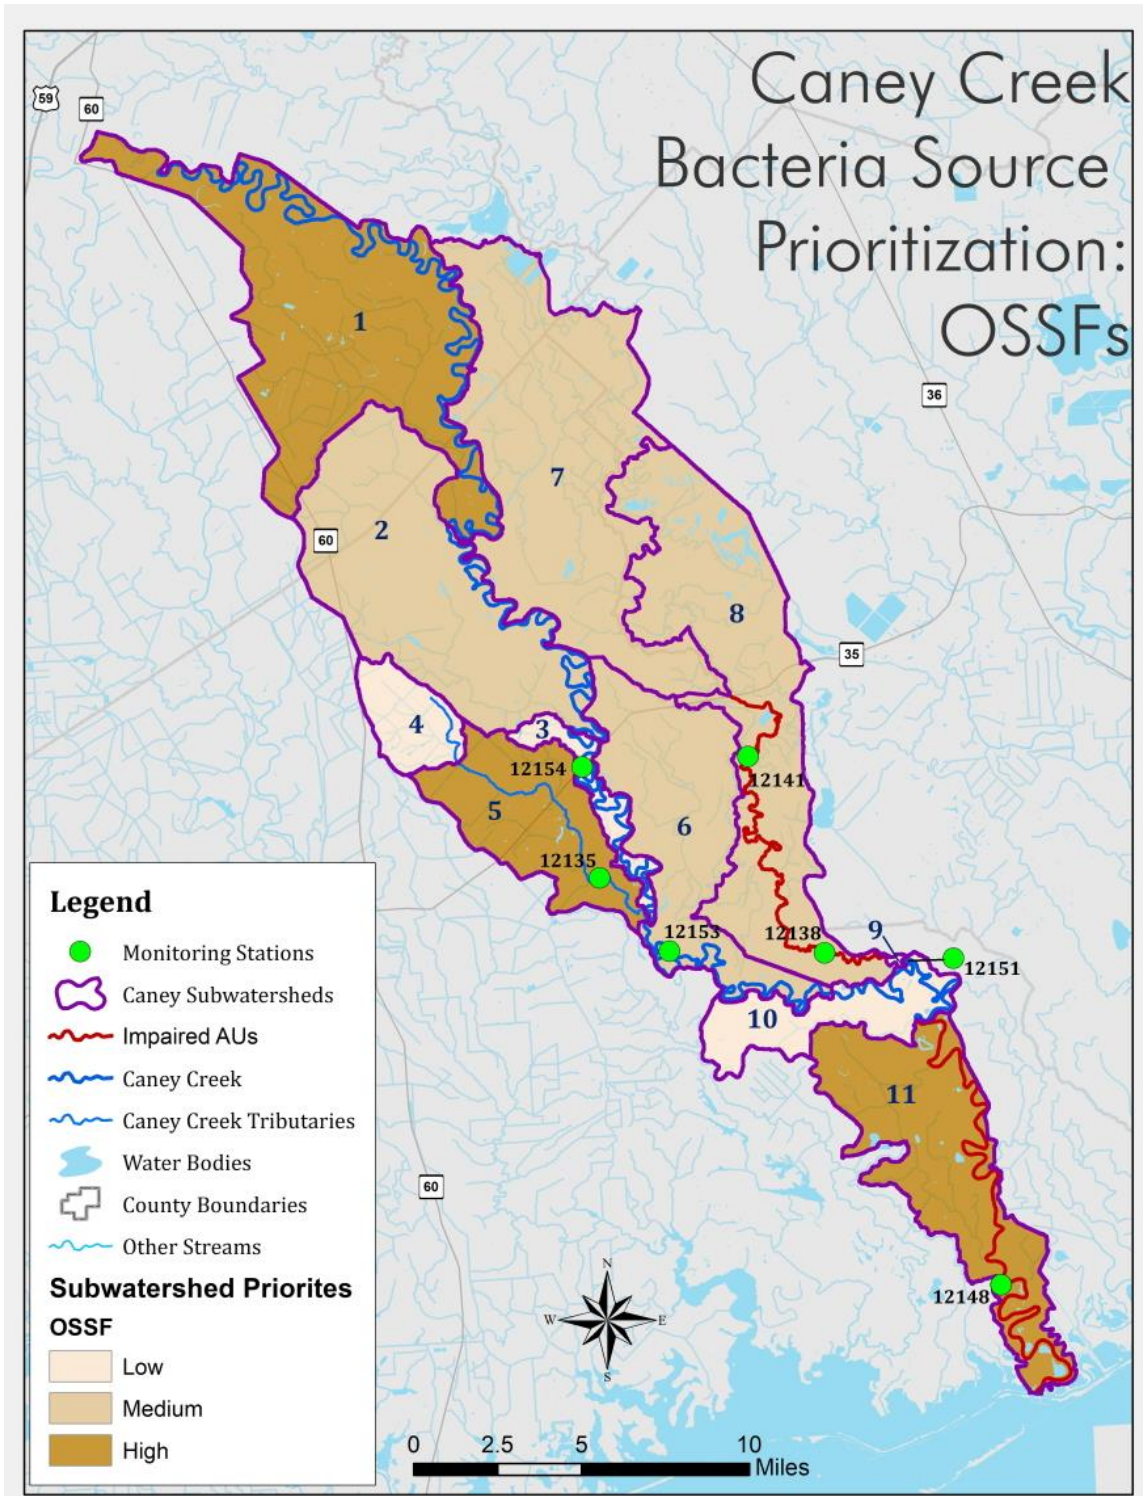 Caney Creek
Bacteria Source
Prioritization:
OSSFs
59
60
1
36
7
2
60
8
35
4
3
12154
12141
5
6
12135
12153
12138
9
12151
10
11
60
12148
Legend
Monitoring Stations
Caney Subwatersheds
Impaired AUs
Caney Creek
Caney Creek Tributaries
Water Bodies
County Boundaries
Other Streams
Subwatershed Priorites
OSSF
Low
Medium
High
N
W E
S
0 2.5 5 10
Miles